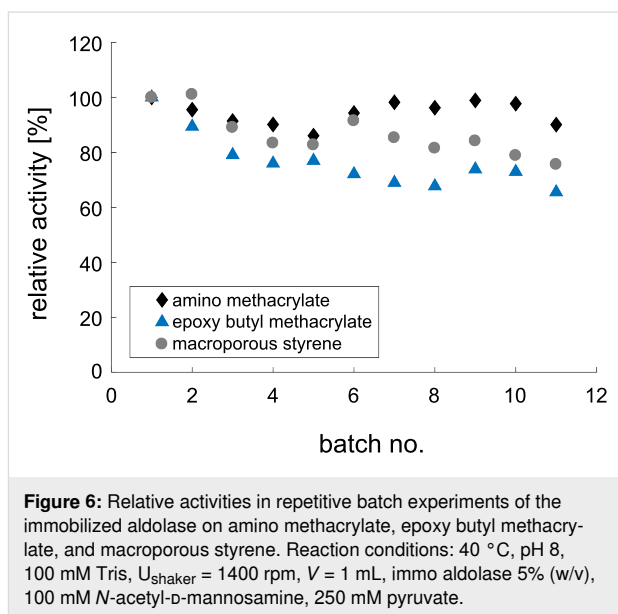 120
100
80
60
40
20
0
relative activity [%]
amino methacrylate
epoxy butyl methacrylate
macroporous styrene
0 2 4 6 8 10 12
batch no.
Figure 6: Relative activities in repetitive batch experiments of the
immobilized aldolase on amino methacrylate, epoxy butyl methacry-
late, and macroporous styrene. Reaction conditions: 40 °C, pH 8,
100 mM Tris, Ushaker = 1400 rpm, V = 1 mL, immo aldolase 5% (w/v),
100 mM N-acetyl-ᴅ-mannosamine, 250 mM pyruvate.